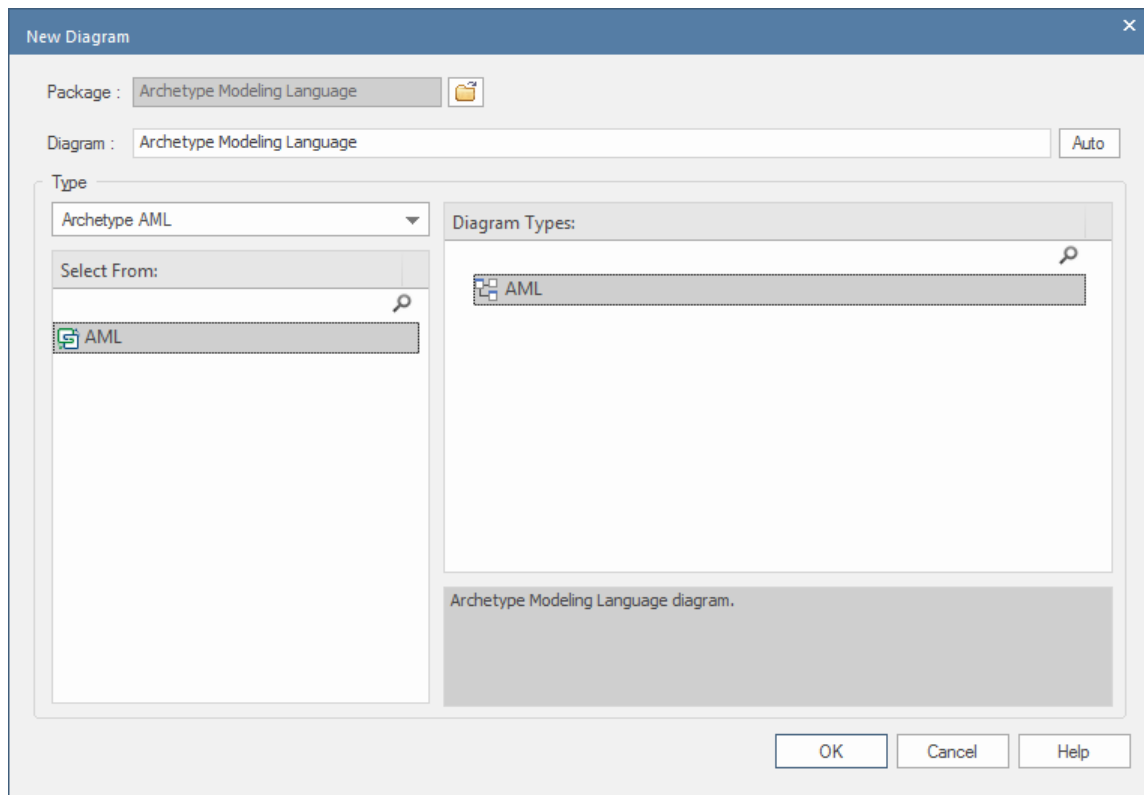 New Diagram
Package : Archetype Modeling Language
Diagram : Archetype Modeling Language Auto
Type
Archetype AML
Diagram Types:
Select From:
AML
AML
Archetype Modeling Language diagram.
OK Cancel Help